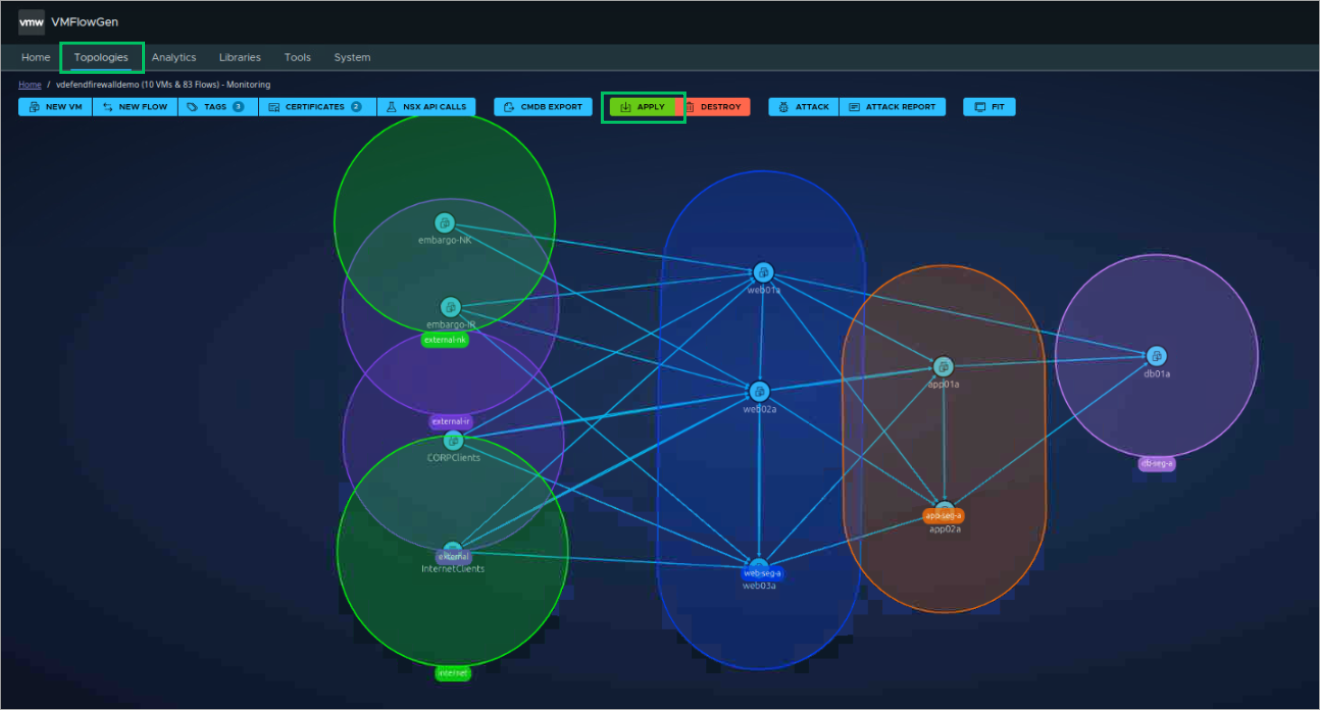 vmw VMFlowGen
Home Topologies Analytics Libraries Tools System
Home / vdefendfirewalldemo (10 VMs & 83 Flows) - Monitoring
NEW VM NEW FLOW TAGS 3 CERTIFICATES 2 NSX API CALLS CMDB EXPORT APPLY DESTROY ATTACK ATTACK REPORT FIT
embargo-NK
web01a
embargo-IR
external-nk
db01a
app01a
web02a
external-ir
CORPClients
db-seg-a
app-seg-a
app02a
external
InternetClients
web-seg-a
web03a
internet